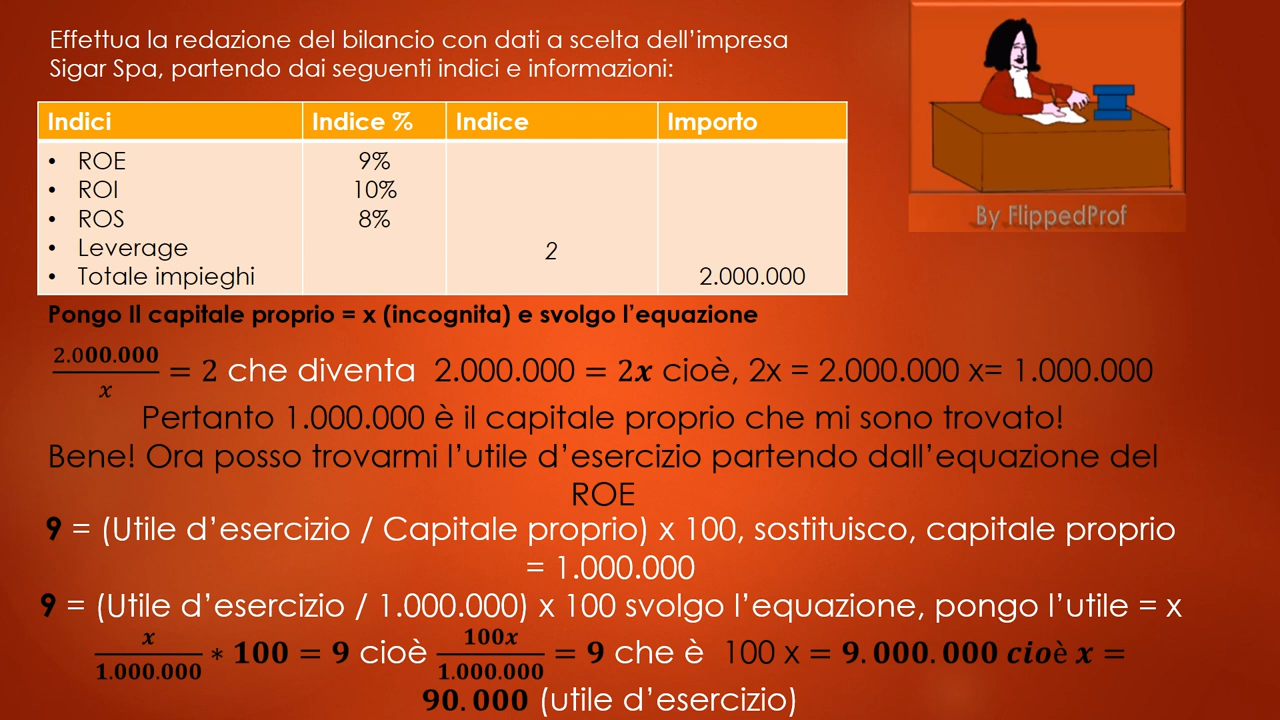 Effettua la redazione del bilancio con dati a scelta dell'impresa
Sigar Spa, partendo dai seguenti indici e informazioni:
Indici Indice % Indice Importo
• ROE 9%
• ROI 10%
• ROS 8%
• Leverage 2
• Totale impieghi 2.000.000
By FlippedProf
Pongo Il capitale proprio = x (incognita) e svolgo l'equazione
2.000.000/x = 2 che diventa 2.000.000 = 2x cioè, 2x = 2.000.000 x= 1.000.000
Pertanto 1.000.000 è il capitale proprio che mi sono trovato!
Bene! Ora posso trovarmi l'utile d'esercizio partendo dall'equazione del
ROE
9 = (Utile d'esercizio / Capitale proprio) x 100, sostituisco, capitale proprio
= 1.000.000
9 = (Utile d'esercizio / 1.000.000) x 100 svolgo l'equazione, pongo l'utile = x
x/1.000.000 * 100 = 9 cioè 100x/1.000.000 = 9 che è 100 x = 9.000.000 cioè x =
90.000 (utile d'esercizio)